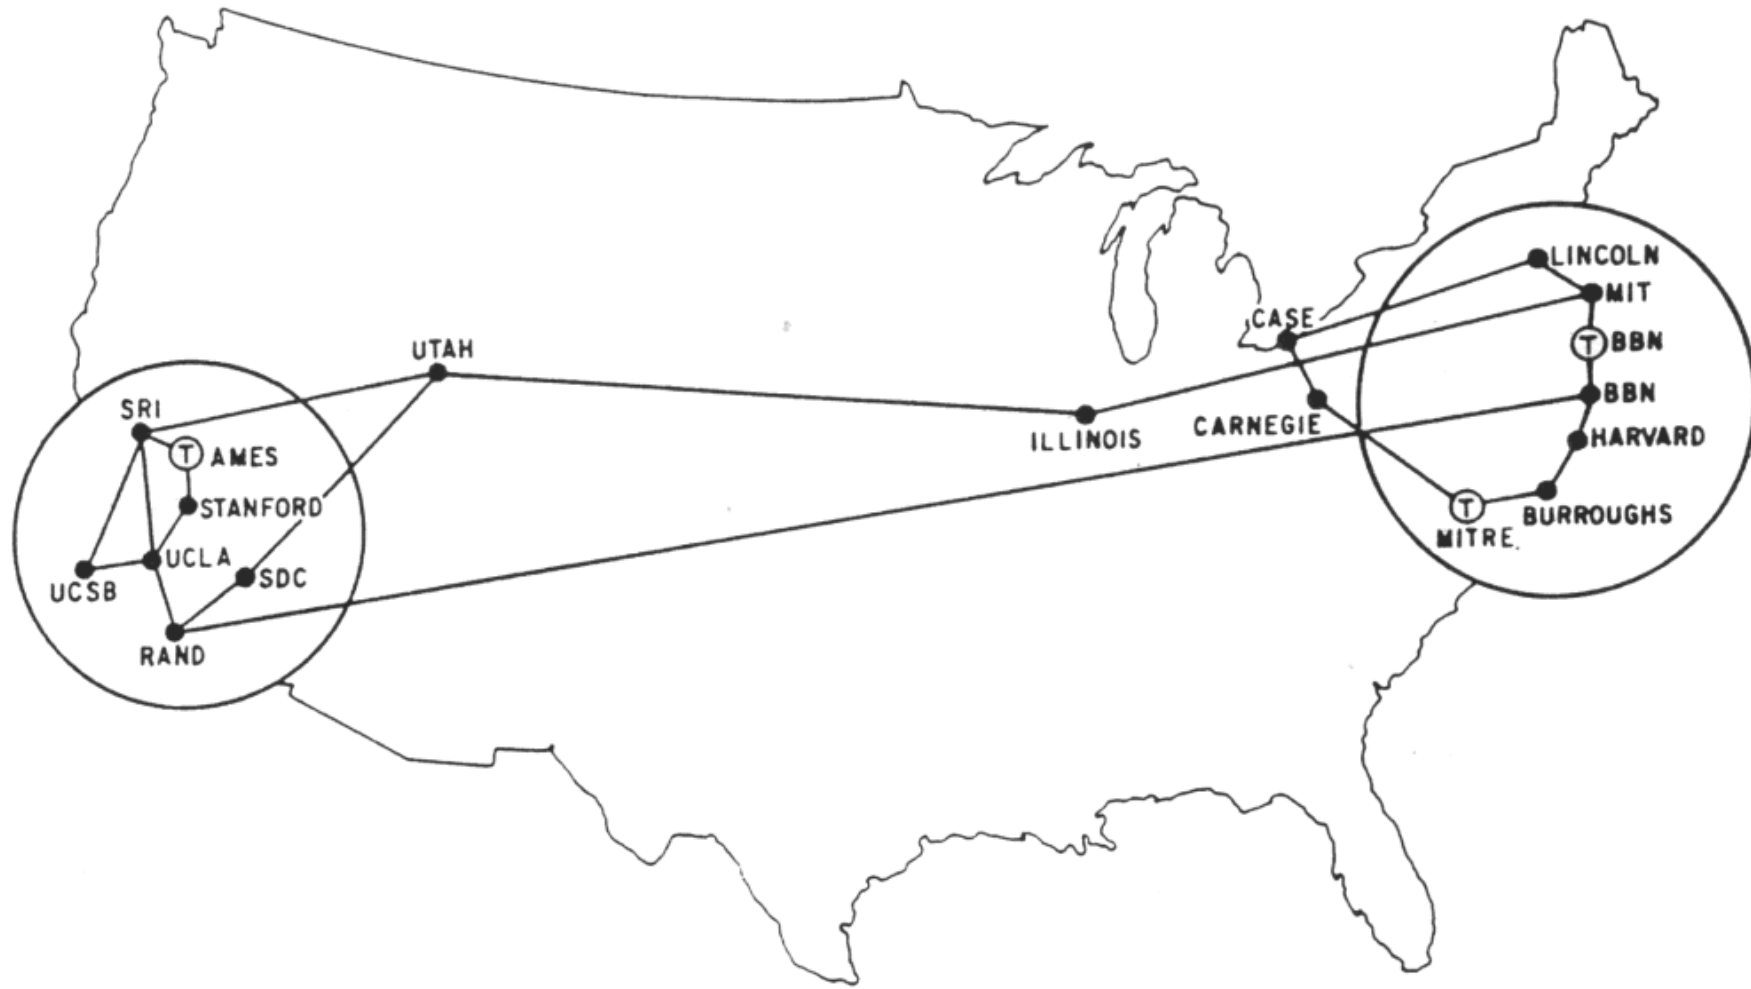 LINCOLN
MIT
CASE
T BBN
UTAH
BBN
SRI
CARNEGIE
ILLINOIS
HARVARD
T AMES
STANFORD
T
BURROUGHS
MITRE.
UCLA
SDC
UCSB
RAND